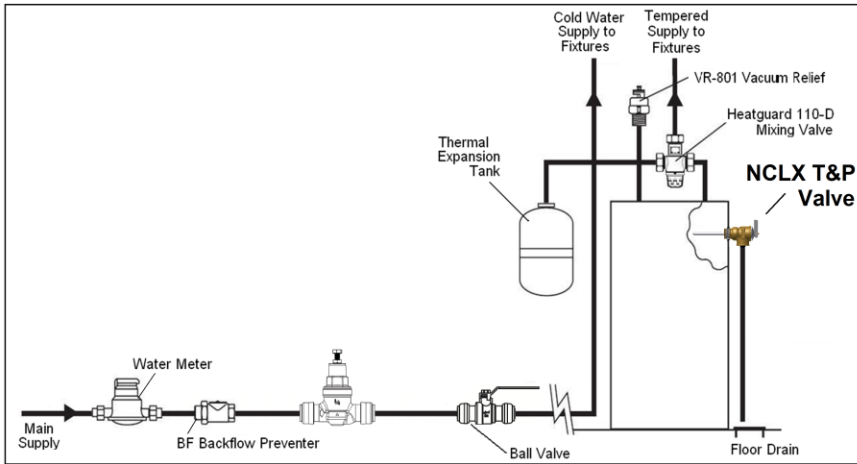 Cold Water
Supply to
Fixtures
Tempered
Supply to
Fixtures
VR-801 Vacuum Relief
Heatguard 110-D
Mixing Valve
Thermal
Expansion
Tank
NCLX T&P
Valve
Water Meter
Main
Supply
BF Backflow Preventer
Ball Valve
Floor Drain